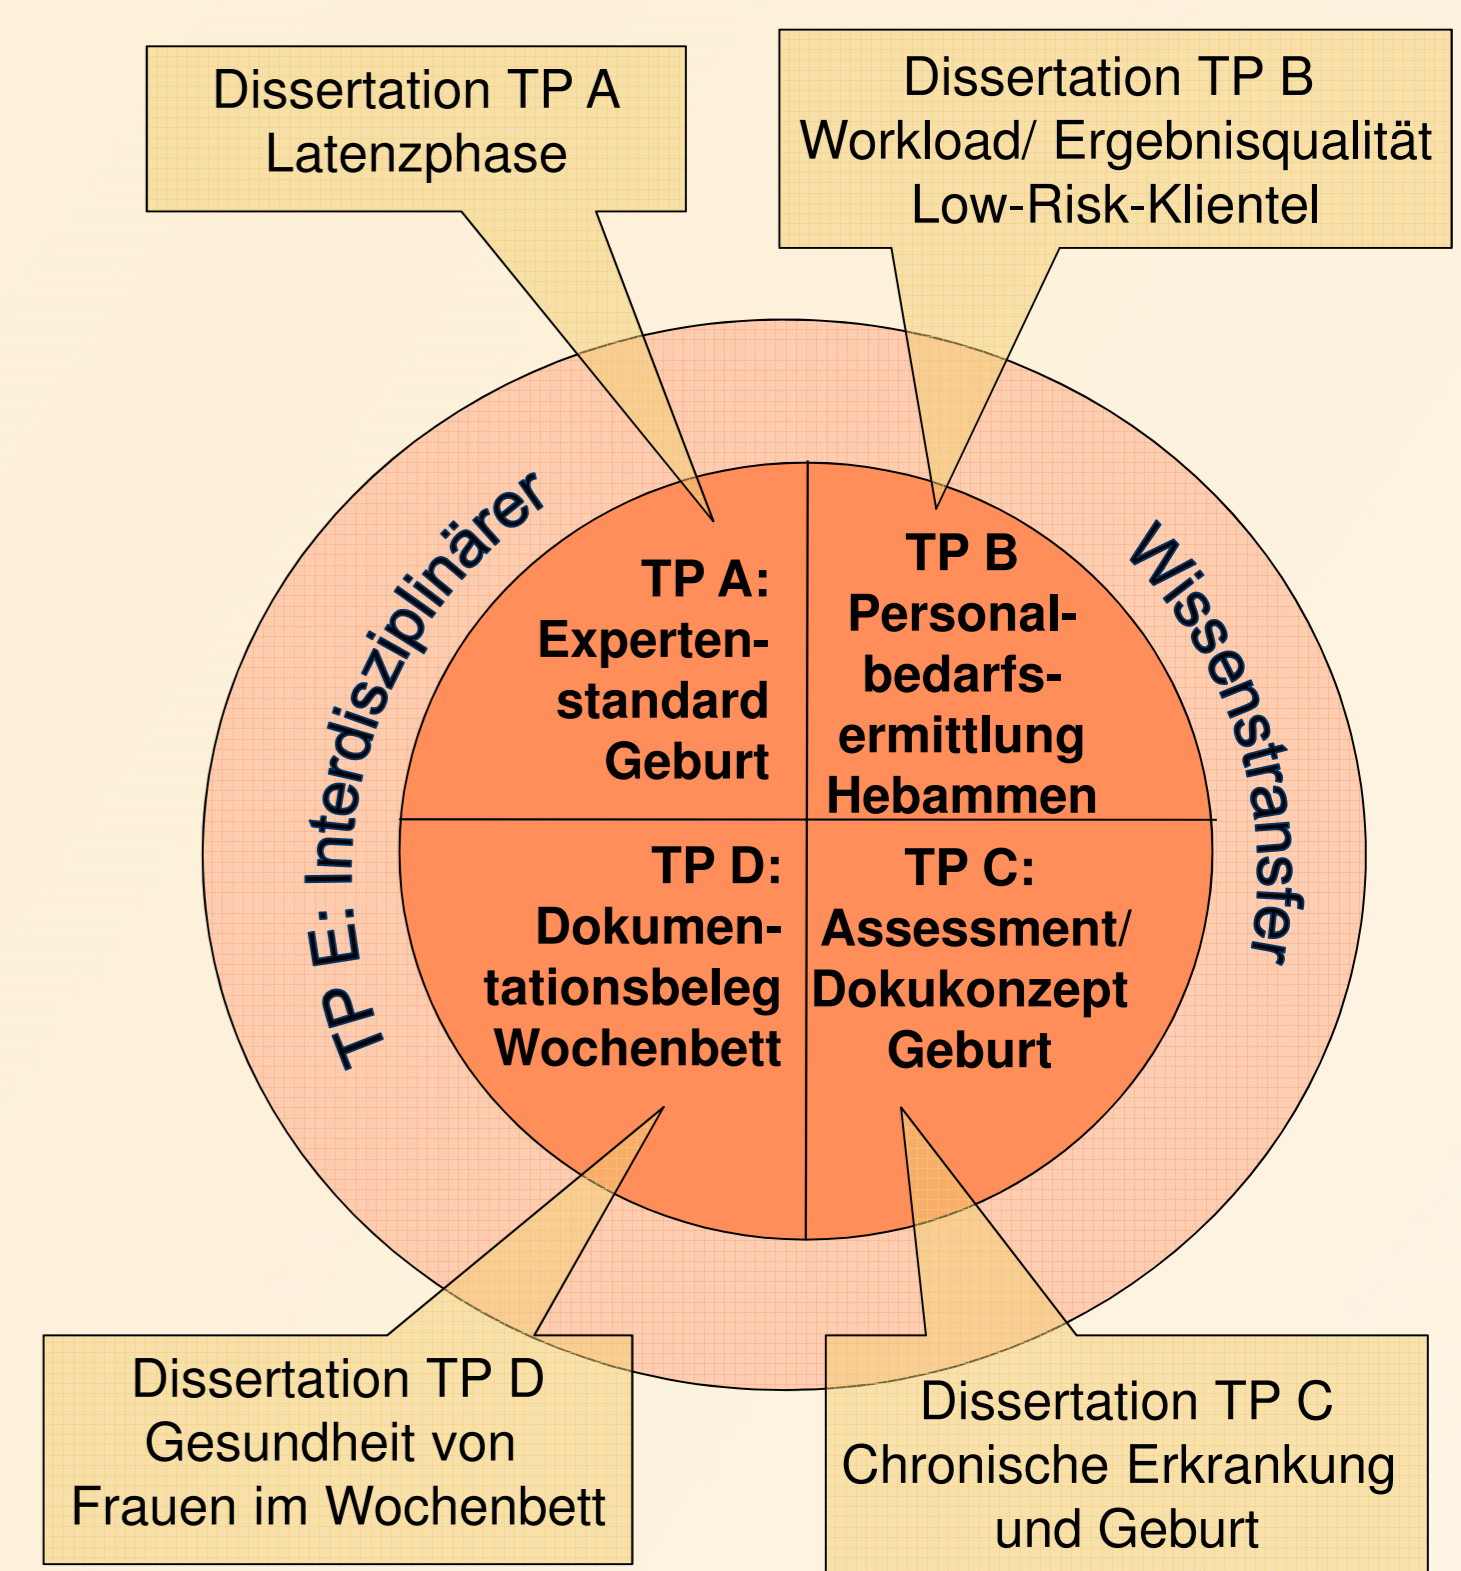 Dissertation TP A
Latenzphase
Dissertation TP B
Workload/ Ergebnisqualität
Low-Risk-Klientel
TP E: Interdisziplinärer
Wissenstransfer
TP A:
Experten-
standard
Geburt
TP B
Personal-
bedarfs-
ermittlung
Hebammen
TP D:
Dokumen-
tationsbeleg
Wochenbett
TP C:
Assessment/
Dokukonzept
Geburt
Dissertation TP D
Gesundheit von
Frauen im Wochenbett
Dissertation TP C
Chronische Erkrankung
und Geburt